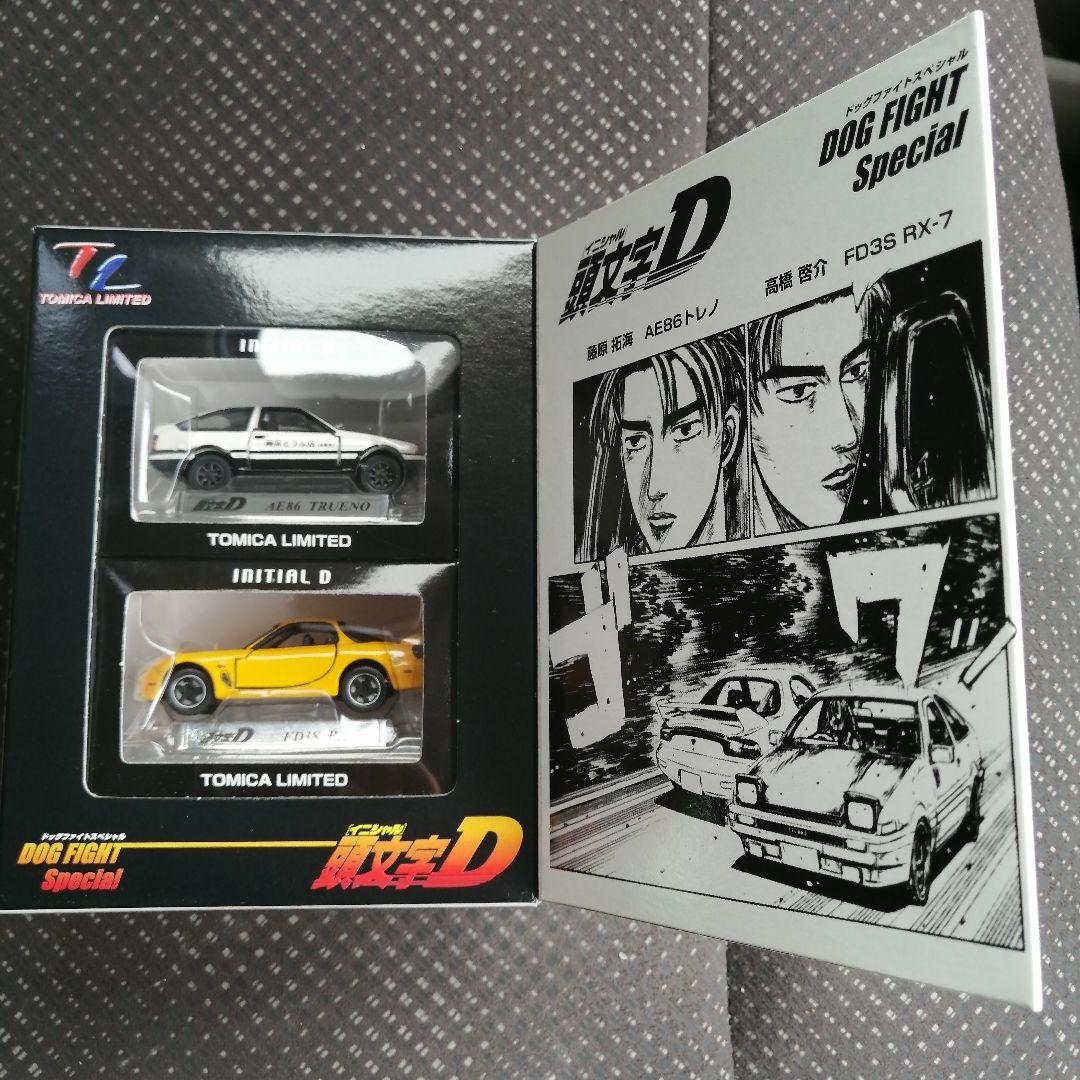 TL
TOMICA LIMITED
INITIAL D
藤原とうふ店
頭文字D AE86 TRUENO
TOMICA LIMITED
INITIAL D
頭文字D FD3S
TOMICA LIMITED
ドッグファイトスペシャル
DOG FIGHT
Special
イニシャル
頭文字D
ドッグファイトスペシャル
DOG FIGHT
Special
イニシャル
頭文字D
高橋 啓介 FD3S RX-7
藤原 拓海 AE86トレノ
ゴ
ワ